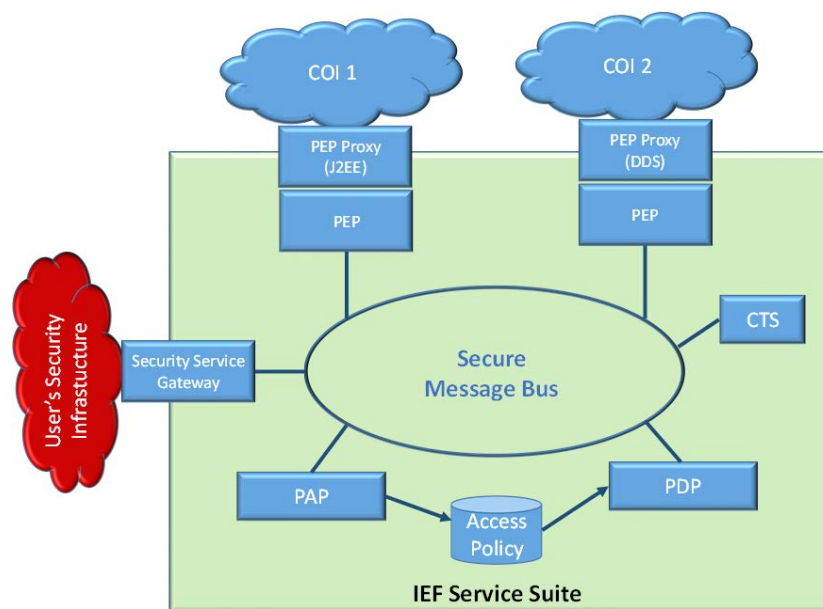 COI 1
COI 2
PEP Proxy
(J2EE)
PEP Proxy
(DDS)
PEP
PEP
CTS
User's Security
Infrastucture
Security Service
Gateway
Secure
Message Bus
PAP
PDP
Access
Policy
IEF Service Suite